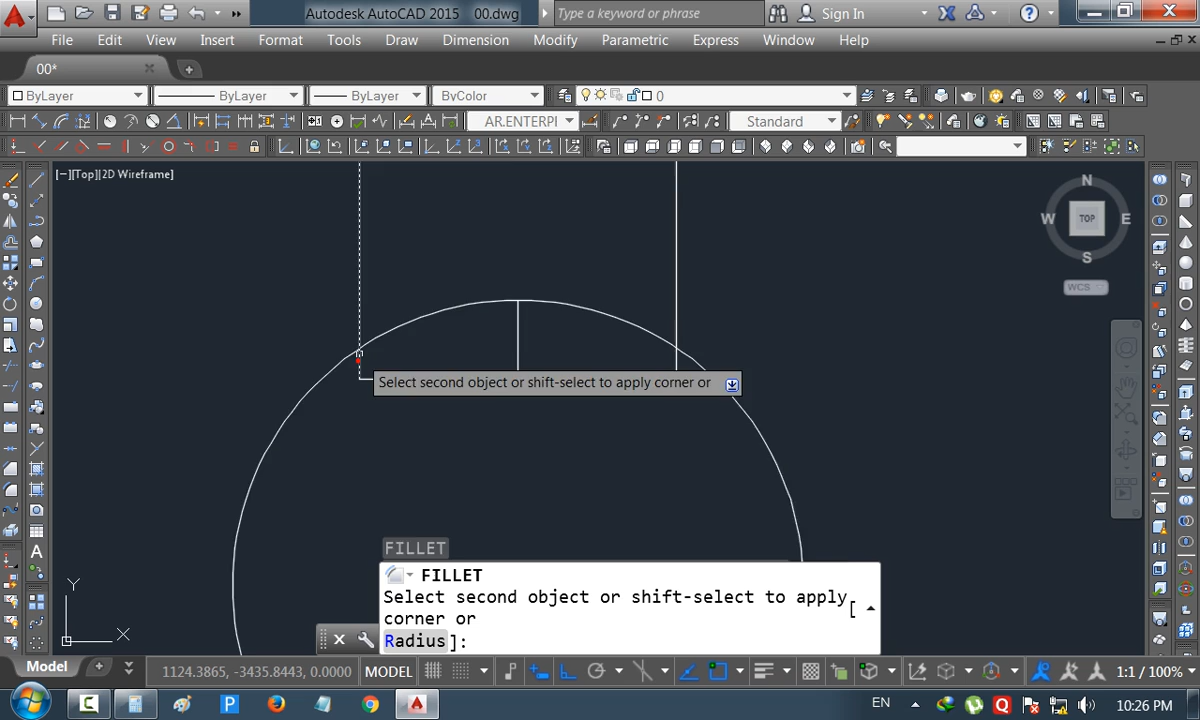 Autodesk AutoCAD 2015 00.dwg
Type a keyword or phrase
Sign In
File Edit View Insert Format Tools Draw Dimension Modify Parametric Express Window Help
00*
ByLayer ByLayer ByLayer ByColor 0
AR.ENTERPI Standard
[−][Top][2D Wireframe]
N
W TOP E
S
WCS
Select second object or shift-select to apply corner or
FILLET
FILLET
Select second object or shift-select to apply
corner or [
Radius]:
Y
X
Model
1124.3865, -3435.8443, 0.0000 MODEL 1:1 / 100%
EN 10:26 PM